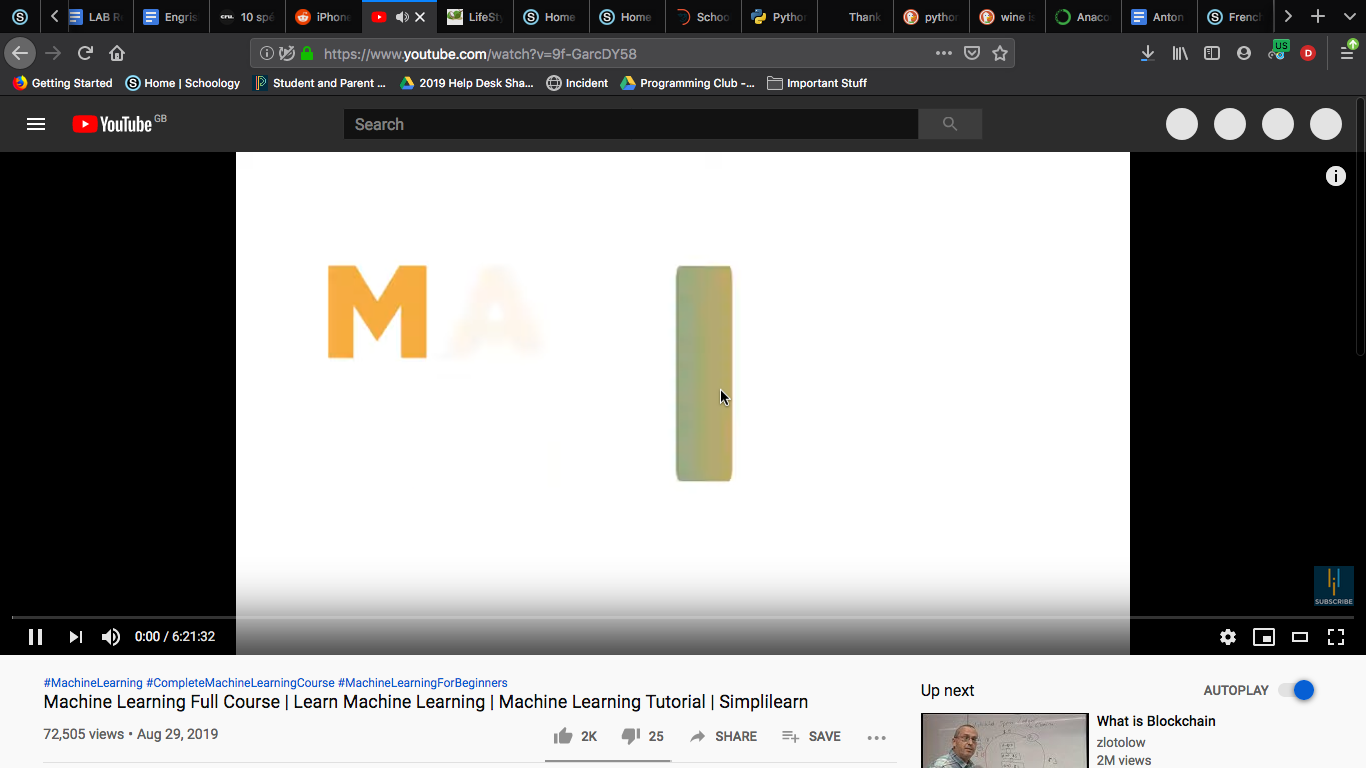 LAB R
Engris
10 spé
iPhone
LifeSt
Home
Home
Schoo
Pythor
Thank
pythor
wine is
Anaco
Anton
French
https://www.youtube.com/watch?v=9f-GarcDY58
US
D
Getting Started
Home | Schoology
Student and Parent ...
2019 Help Desk Sha...
Incident
Programming Club -...
Important Stuff
YouTube GB
Search
M A
SUBSCRIBE
0:00 / 6:21:32
#MachineLearning #CompleteMachineLearningCourse #MachineLearningForBeginners
Machine Learning Full Course | Learn Machine Learning | Machine Learning Tutorial | Simplilearn
72,505 views • Aug 29, 2019
2K
25
SHARE
SAVE
Up next
AUTOPLAY
What is Blockchain
zlotolow
2M views